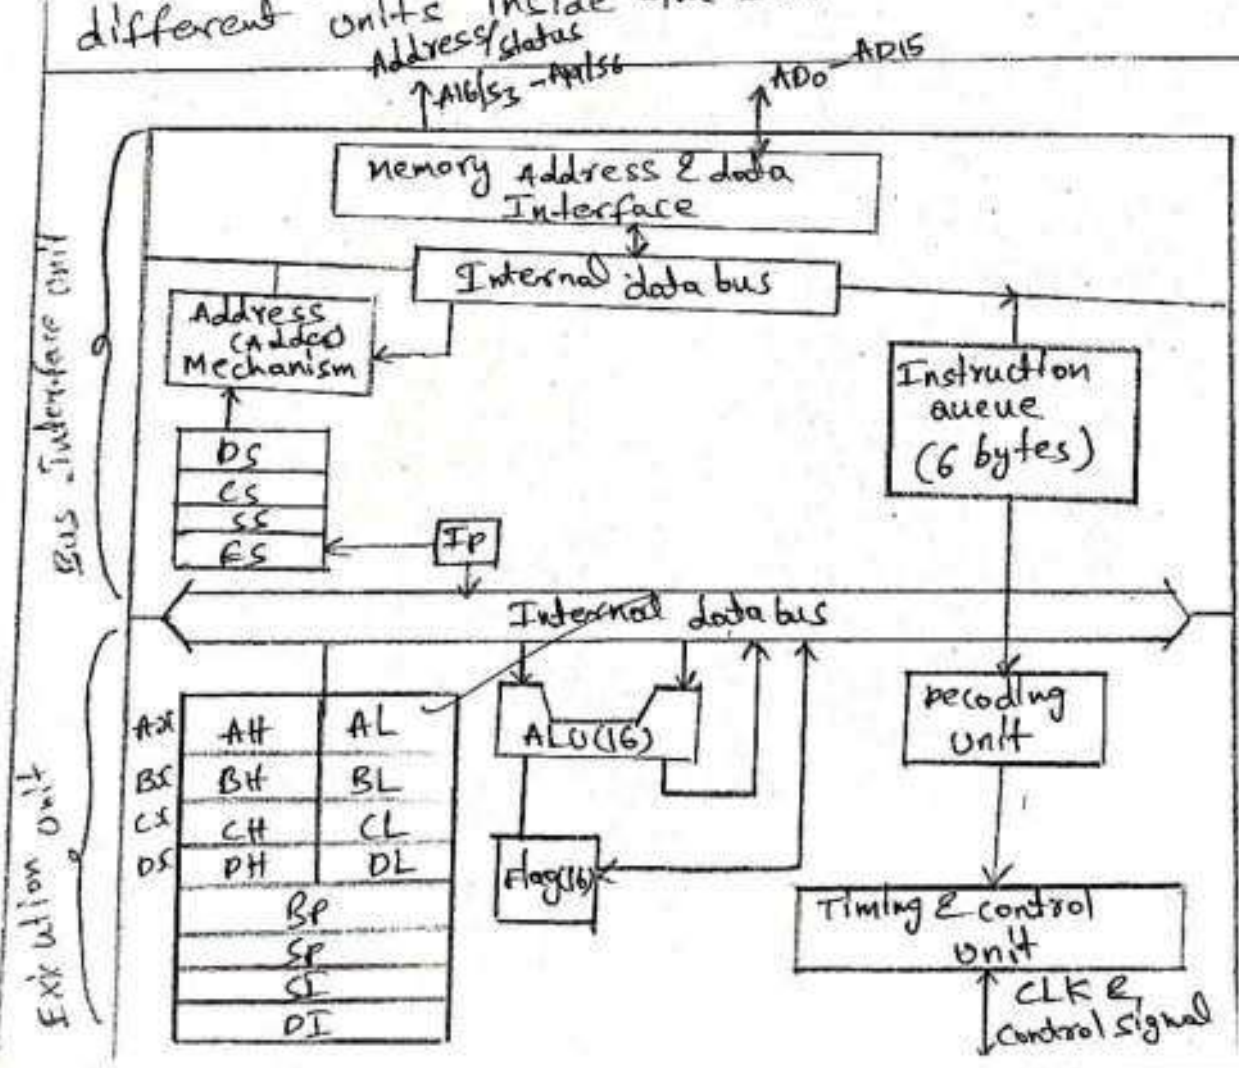 different units inside
Address/status
A16/S3 - A19/S6
AD0 - AD15
Memory Address & data
Interface
Internal data bus
Address
(Adder)
Mechanism
Instruction
queue
(6 bytes)
DS
CS
SS
ES
Ip
Bus Interface unit
Internal data bus
AX AH AL
BX BH BL
CX CH CL
DX DH DL
Bp
Sp
SI
DI
ALU(16)
Flag(16)
Decoding
unit
Timing & control
unit
CLK &
Control signal
Exicution unit